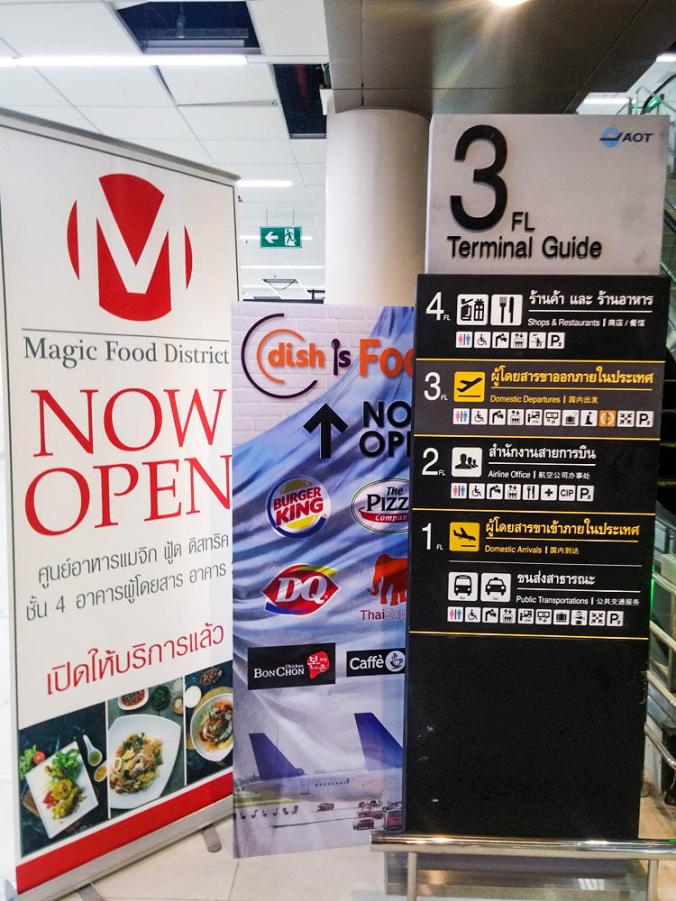 M
Magic Food District
NOW
OPEN
ศูนย์อาหารแมจิก ฟู้ด ดิสทริค
ชั้น 4 อาคารผู้โดยสาร อาคาร
เปิดให้บริการแล้ว
dish is Foo
NO
OPE
BURGER
KING
The
PIZZ
Company
DQ
ThaiEXP
BONCHON
Chicken
Caffè
3
FL
AOT
Terminal Guide
4 FL
ร้านค้า และ ร้านอาหาร
Shops & Restaurants | 商店 / 餐馆
3 FL
ผู้โดยสารขาออกภายในประเทศ
Domestic Departures | 国内出发
2 FL
สำนักงานสายการบิน
Airline Office | 航空公司办事处
CIP P.
1 FL
ผู้โดยสารขาเข้าภายในประเทศ
Domestic Arrivals | 国内到达
ขนส่งสาธารณะ
Public Transportations | 公共交通服务